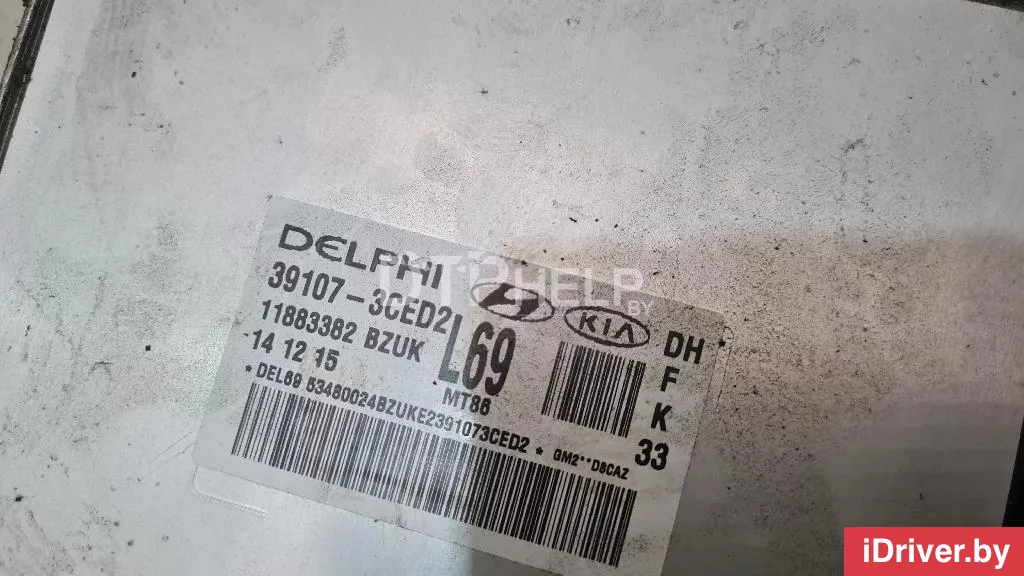 DELPHI
39107-3CED2
11883382 BZUK
14 12 15
L69
MT86
KIA
DH
F
K
33
* DEL69 53480024BZUKE2391073CED2 *
GM2**D8CAZ
UTPHELP
BY
iDriver.by